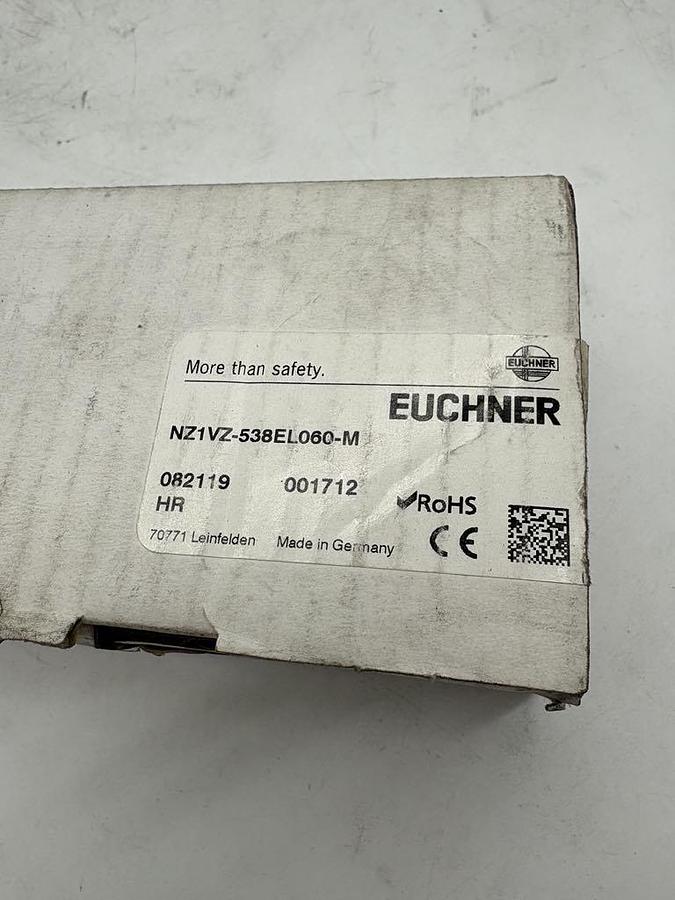 More than safety.
EUCHNER
EUCHNER
NZ1VZ-538EL060-M
082119 001712
HR
RoHS
CE
70771 Leinfelden Made in Germany